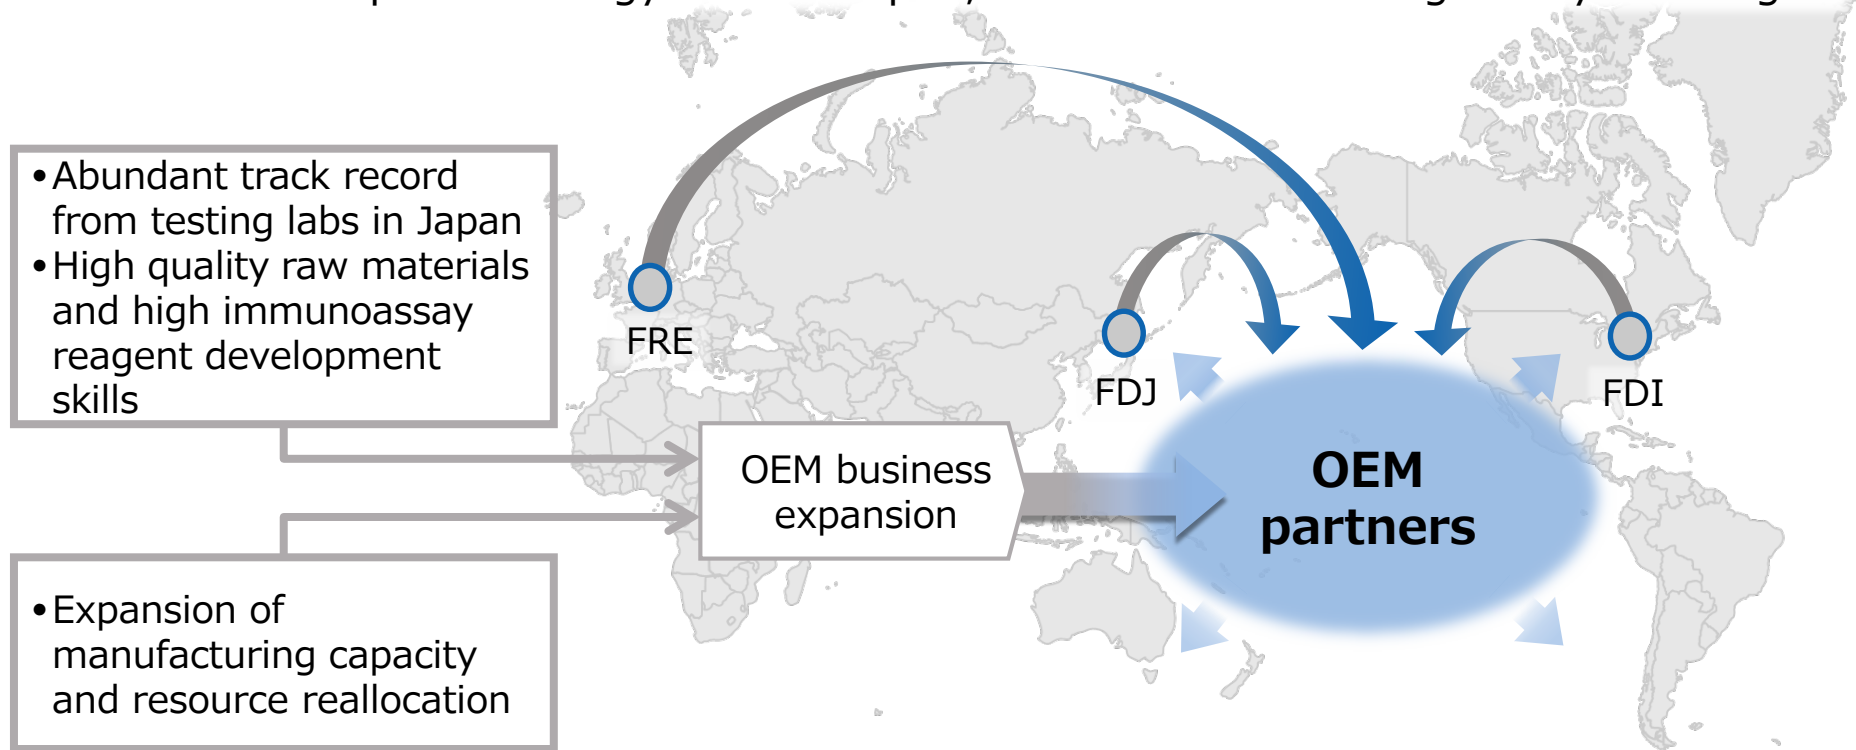 •Abundant track record
from testing labs in Japan
•High quality raw materials
and high immunoassay
reagent development
skills
FRE
FDJ
FDI
OEM business
expansion
OEM
partners
•Expansion of
manufacturing capacity
and resource reallocation